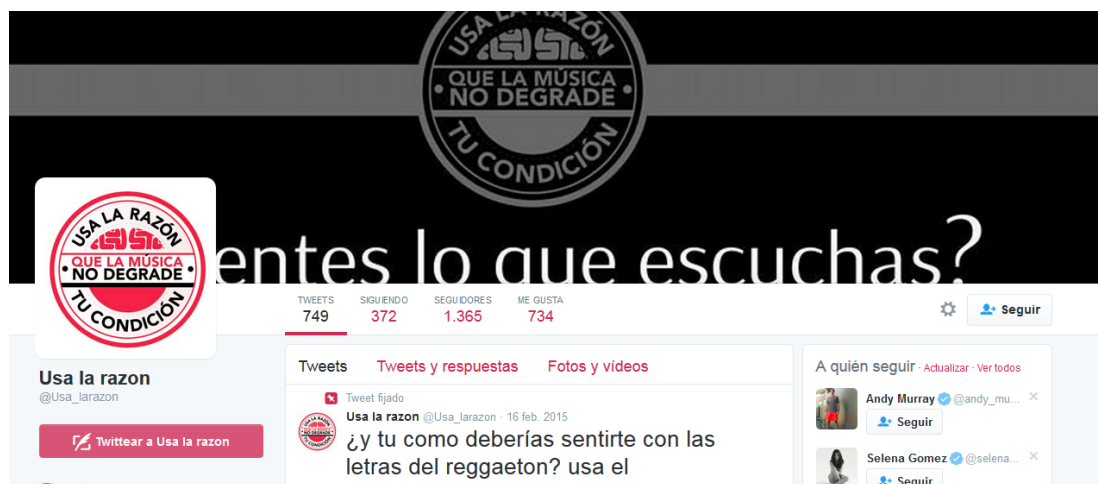 USA LA RAZÓN
QUE LA MÚSICA
NO DEGRADE
TU CONDICIÓN
entes lo que escuchas?
USA LA RAZÓN
QUE LA MÚSICA
NO DEGRADE
TU CONDICIÓN
TWEETS SIGUIENDO SEGUIDORES ME GUSTA
749 372 1.365 734
Seguir
Usa la razon
@Usa_larazon
Twittear a Usa la razon
Tweets Tweets y respuestas Fotos y vídeos
Tweet fijado
Usa la razon @Usa_larazon · 16 feb. 2015
¿y tu como deberías sentirte con las
letras del reggaeton? usa el
A quién seguir · Actualizar · Ver todos
Andy Murray @andy_mu...
Seguir
Selena Gomez @selena...
Seguir